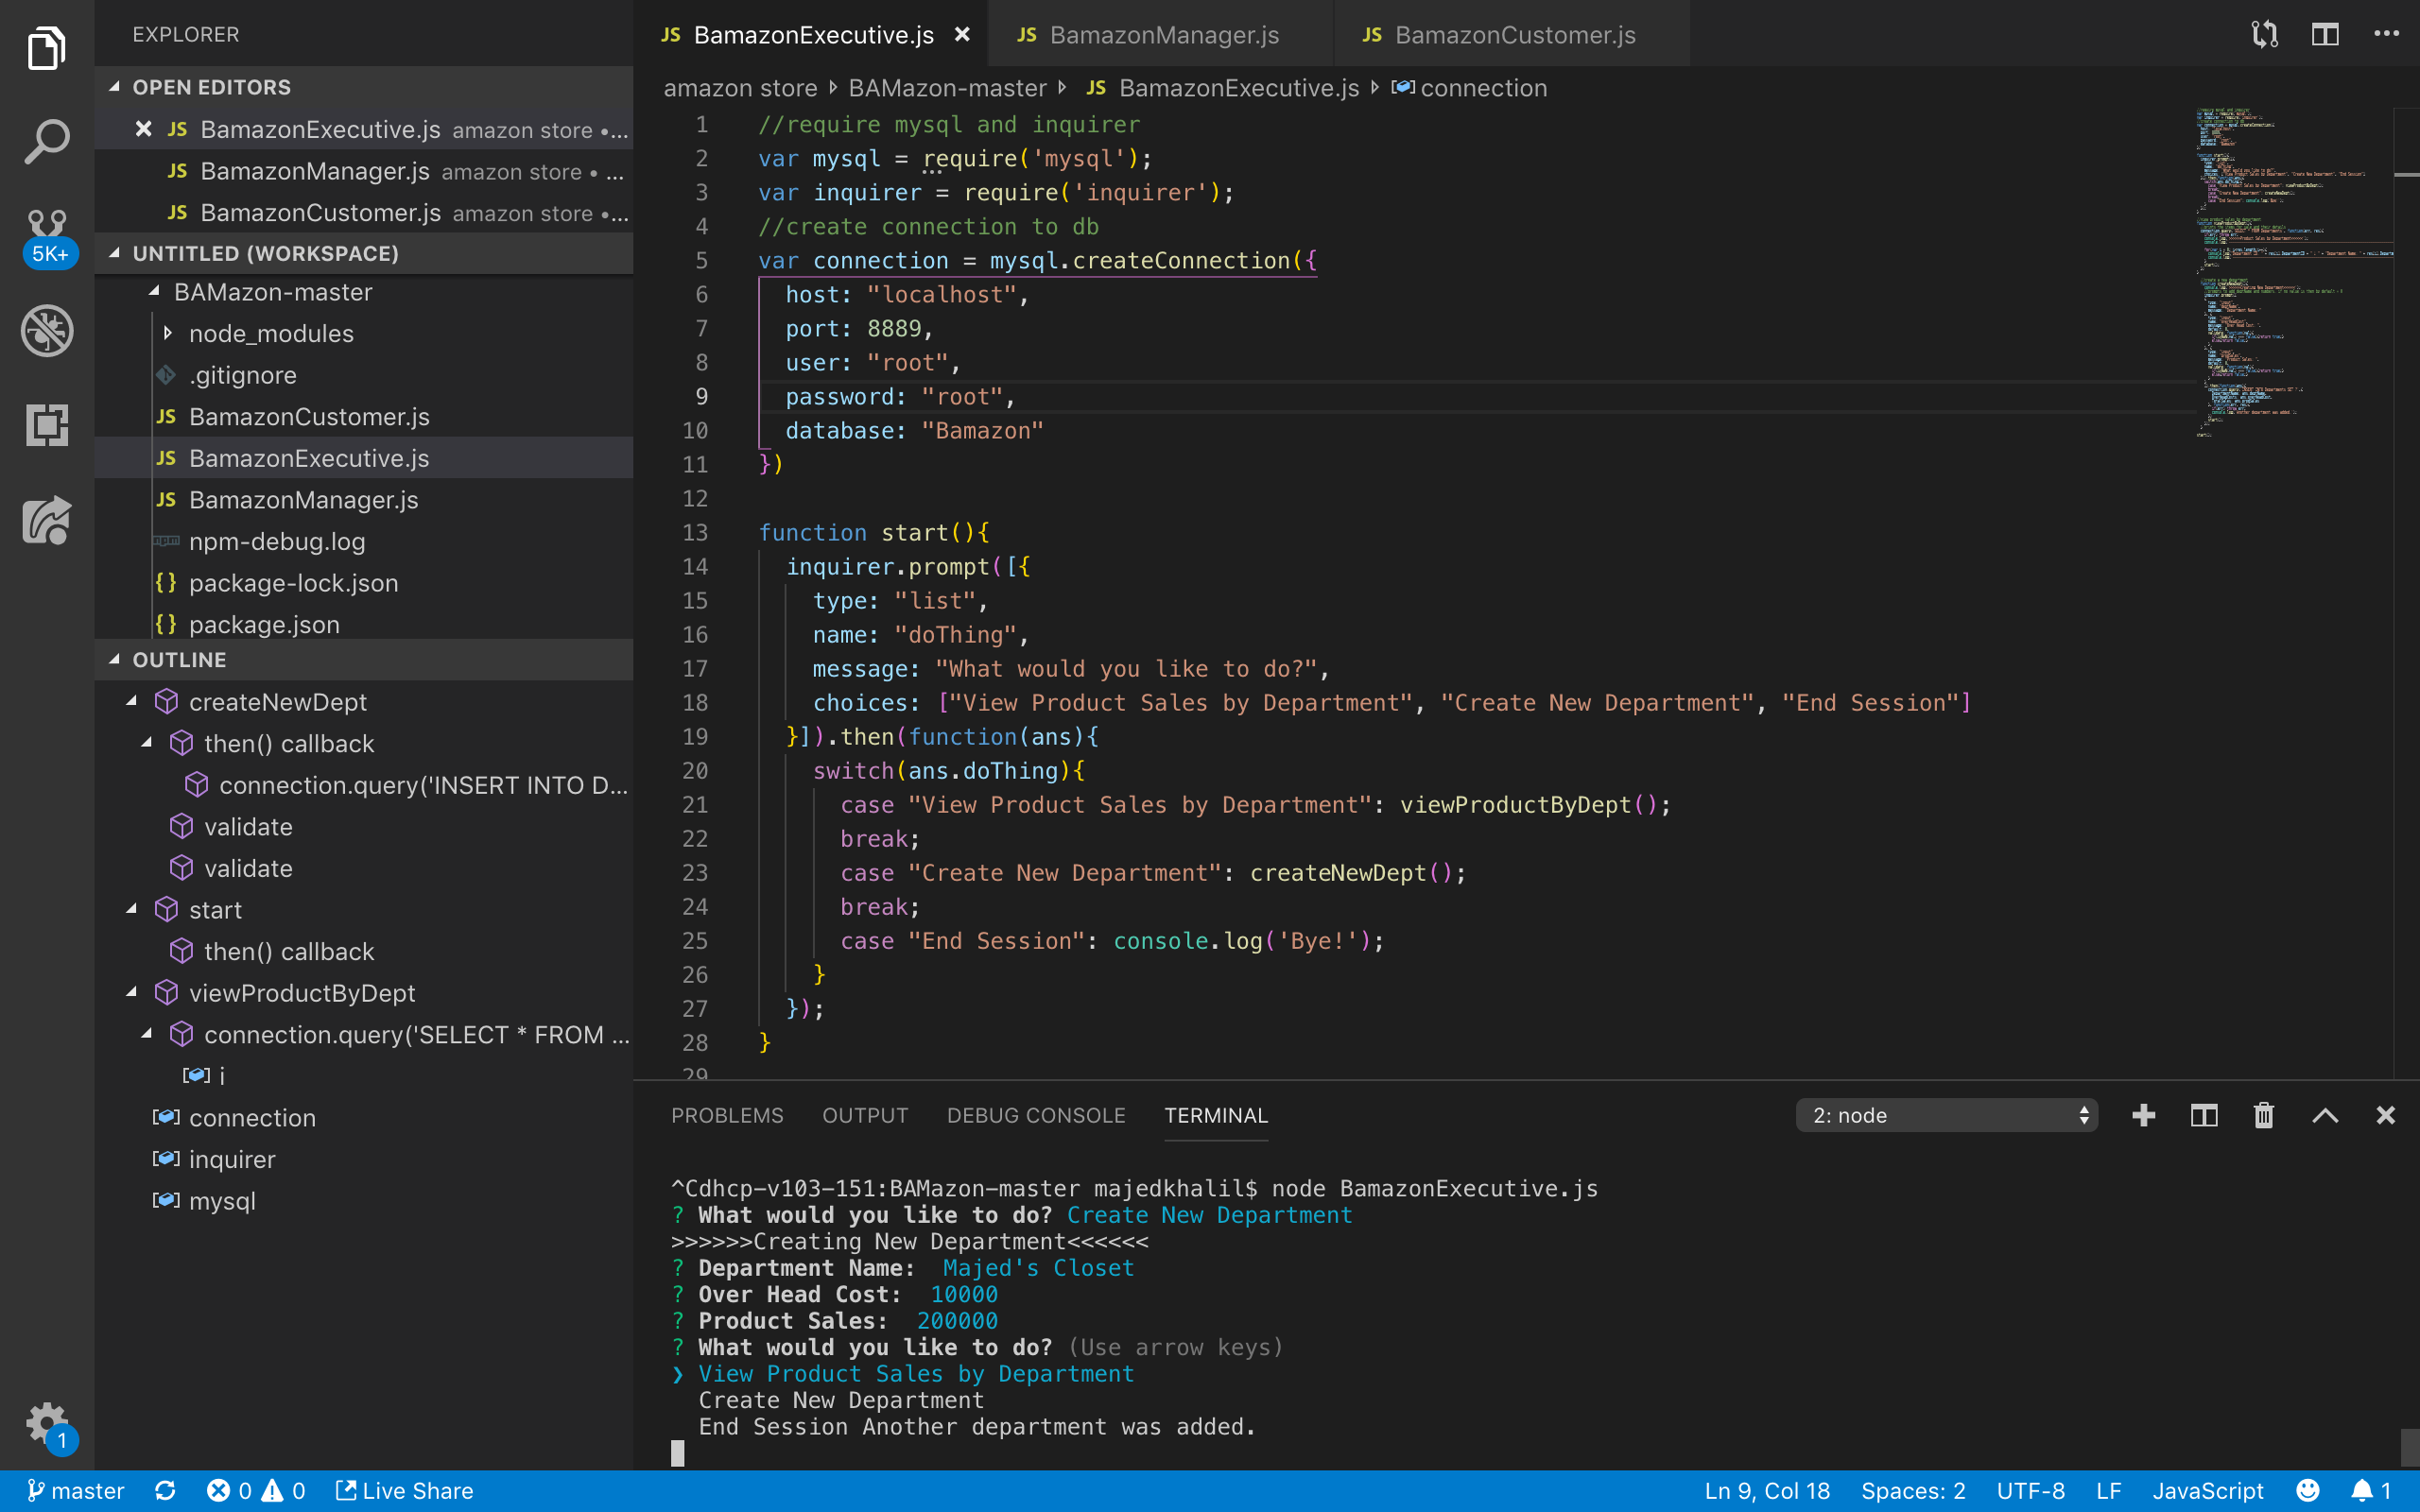 EXPLORER
OPEN EDITORS
JS BamazonExecutive.js amazon store •...
JS BamazonManager.js amazon store • ...
JS BamazonCustomer.js amazon store •...
UNTITLED (WORKSPACE)
BAMazon-master
node_modules
.gitignore
JS BamazonCustomer.js
JS BamazonExecutive.js
JS BamazonManager.js
npm npm-debug.log
{} package-lock.json
{} package.json
OUTLINE
createNewDept
then() callback
connection.query('INSERT INTO D...
validate
validate
start
then() callback
viewProductByDept
connection.query('SELECT * FROM ...
i
connection
inquirer
mysql
5K+
1
JS BamazonExecutive.js JS BamazonManager.js JS BamazonCustomer.js
amazon store BAMazon-master JS BamazonExecutive.js connection
1 //require mysql and inquirer
2 var mysql = require('mysql');
3 var inquirer = require('inquirer');
4 //create connection to db
5 var connection = mysql.createConnection({
6 host: "localhost",
7 port: 8889,
8 user: "root",
9 password: "root",
10 database: "Bamazon"
11 })
12
13 function start(){
14 inquirer.prompt([{
15 type: "list",
16 name: "doThing",
17 message: "What would you like to do?",
18 choices: ["View Product Sales by Department", "Create New Department", "End Session"]
19 }]).then(function(ans){
20 switch(ans.doThing){
21 case "View Product Sales by Department": viewProductByDept();
22 break;
23 case "Create New Department": createNewDept();
24 break;
25 case "End Session": console.log('Bye!');
26 }
27 });
28 }
29
PROBLEMS OUTPUT DEBUG CONSOLE TERMINAL 2: node
^Cdhcp-v103-151:BAMazon-master majedkhalil$ node BamazonExecutive.js
? What would you like to do? Create New Department
>>>>>>Creating New Department<<<<<<
? Department Name: Majed's Closet
? Over Head Cost: 10000
? Product Sales: 200000
? What would you like to do? (Use arrow keys)
❯ View Product Sales by Department
Create New Department
End Session Another department was added.
master 0 0 Live Share Ln 9, Col 18 Spaces: 2 UTF-8 LF JavaScript 1